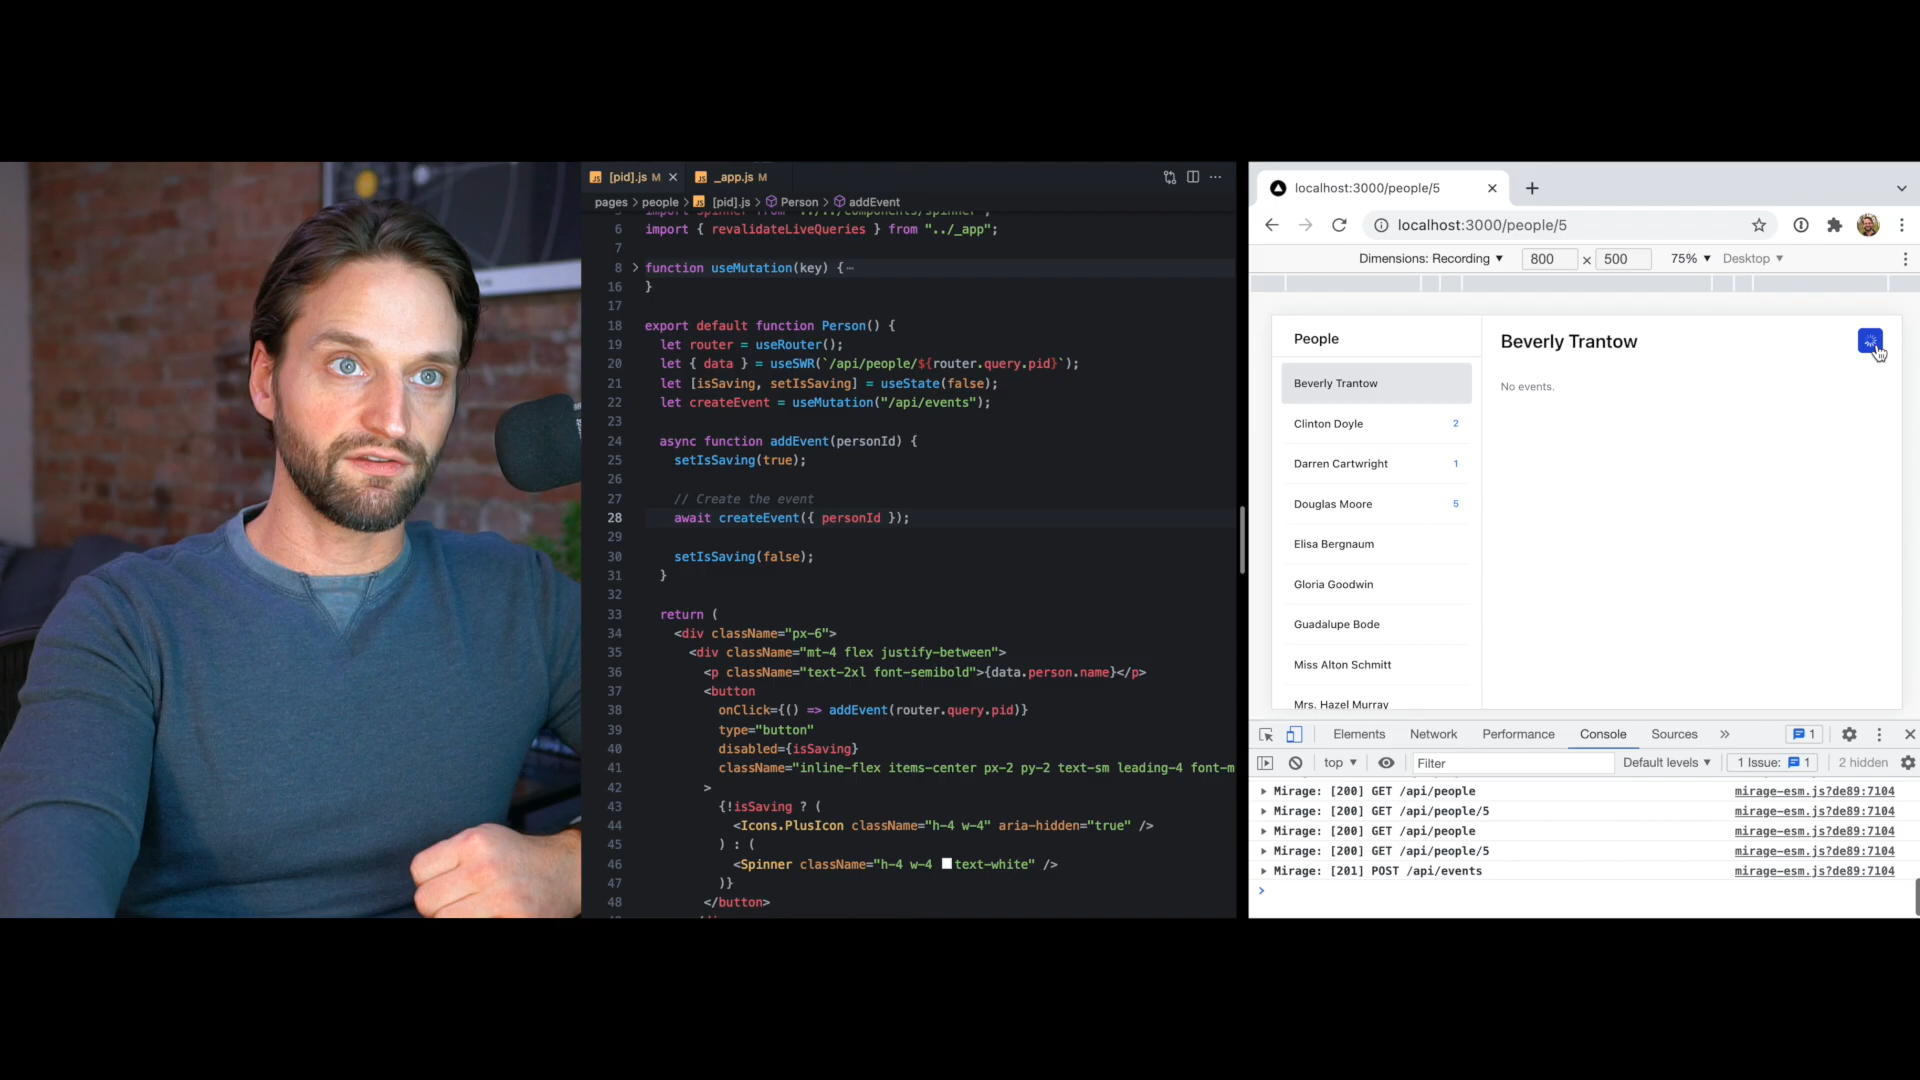 [pid].js M
_app.js M
pages > people > [pid].js > Person > addEvent
5 import Spinner from "../../components/spinner";
6 import { revalidateLiveQueries } from "../_app";
7
8 function useMutation(key) {
16 }
17
18 export default function Person() {
19 let router = useRouter();
20 let { data } = useSWR(`/api/people/${router.query.pid}`);
21 let [isSaving, setIsSaving] = useState(false);
22 let createEvent = useMutation("/api/events");
23
24 async function addEvent(personId) {
25 setIsSaving(true);
26
27 // Create the event
28 await createEvent({ personId });
29
30 setIsSaving(false);
31 }
32
33 return (
34 <div className="px-6">
35 <div className="mt-4 flex justify-between">
36 <p className="text-2xl font-semibold">{data.person.name}</p>
37 <button
38 onClick={() => addEvent(router.query.pid)}
39 type="button"
40 disabled={isSaving}
41 className="inline-flex items-center px-2 py-2 text-sm leading-4 font-m
42 >
43 {!isSaving ? (
44 <Icons.PlusIcon className="h-4 w-4" aria-hidden="true" />
45 ) : (
46 <Spinner className="h-4 w-4 text-white" />
47 )}
48 </button>
localhost:3000/people/5
localhost:3000/people/5
Dimensions: Recording ▼ 800 × 500 75% ▼ Desktop ▼
People
Beverly Trantow
Clinton Doyle 2
Darren Cartwright 1
Douglas Moore 5
Elisa Bergnaum
Gloria Goodwin
Guadalupe Bode
Miss Alton Schmitt
Mrs. Hazel Murray
Beverly Trantow
No events.
Elements Network Performance Console Sources » 1
top ▼ Filter Default levels ▼ 1 Issue: 1 2 hidden
Mirage: [200] GET /api/people mirage-esm.js?de89:7104
Mirage: [200] GET /api/people/5 mirage-esm.js?de89:7104
Mirage: [200] GET /api/people mirage-esm.js?de89:7104
Mirage: [200] GET /api/people/5 mirage-esm.js?de89:7104
Mirage: [201] POST /api/events mirage-esm.js?de89:7104